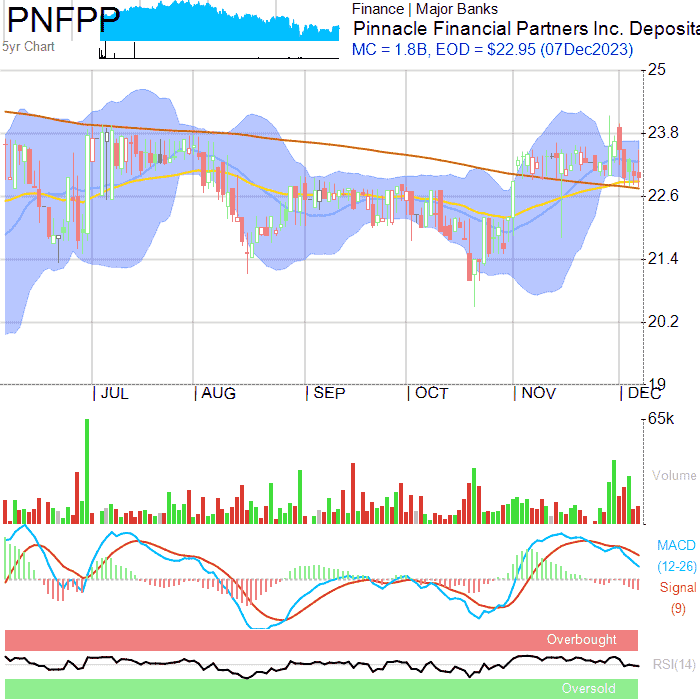 PNFPP
5yr Chart
Finance | Major Banks
Pinnacle Financial Partners Inc. Deposita
MC = 1.8B, EOD = $22.95 (07Dec2023)
25
23.8
22.6
21.4
20.2
19
JUL AUG SEP OCT NOV DEC
65k
Volume
MACD
(12-26)
Signal
(9)
Overbought
RSI(14)
Oversold